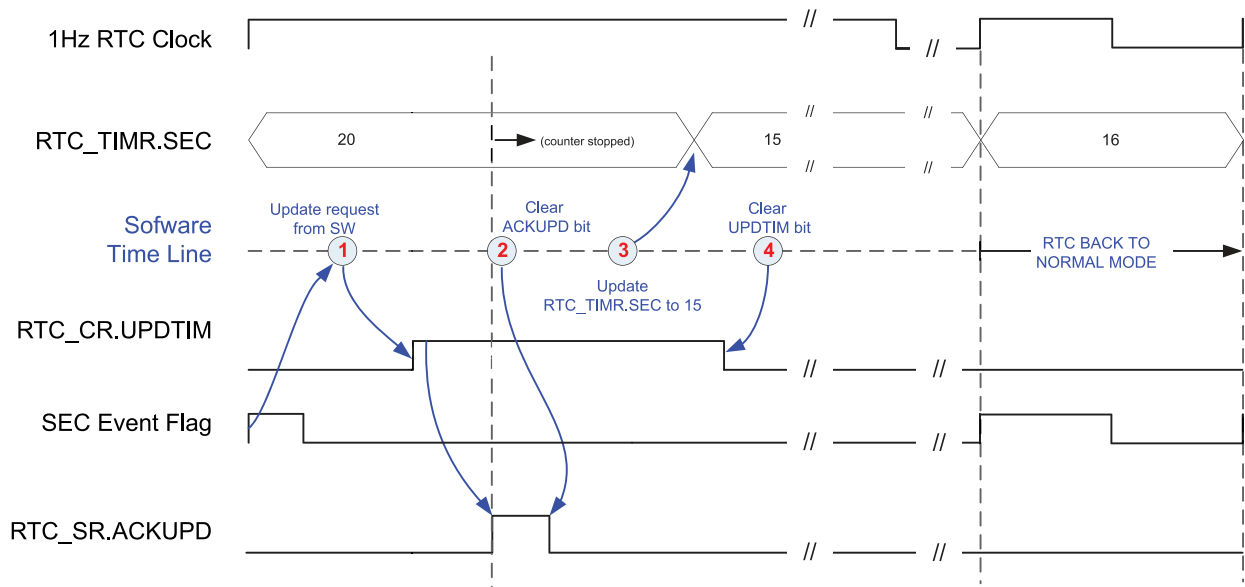 1Hz RTC Clock
//
//
RTC_TIMR.SEC
20
(counter stopped)
//
15
//
//
//
16
Sofware
Time Line
Update request
from SW
1
Clear
ACKUPD bit
2
3
Update
RTC_TIMR.SEC to 15
Clear
UPDTIM bit
4
RTC BACK TO
NORMAL MODE
RTC_CR.UPDTIM
//
//
SEC Event Flag
//
//
RTC_SR.ACKUPD
//
//